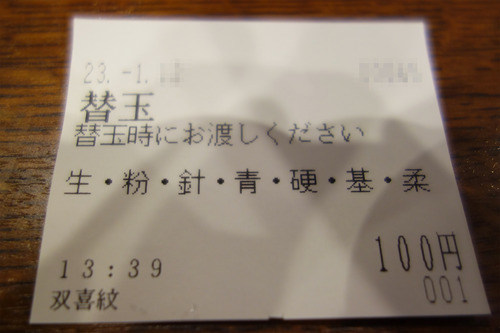 23.-1.
替玉
替玉時にお渡しください
生・粉・針・青・硬・基・柔
100円
13:39
001
双喜紋